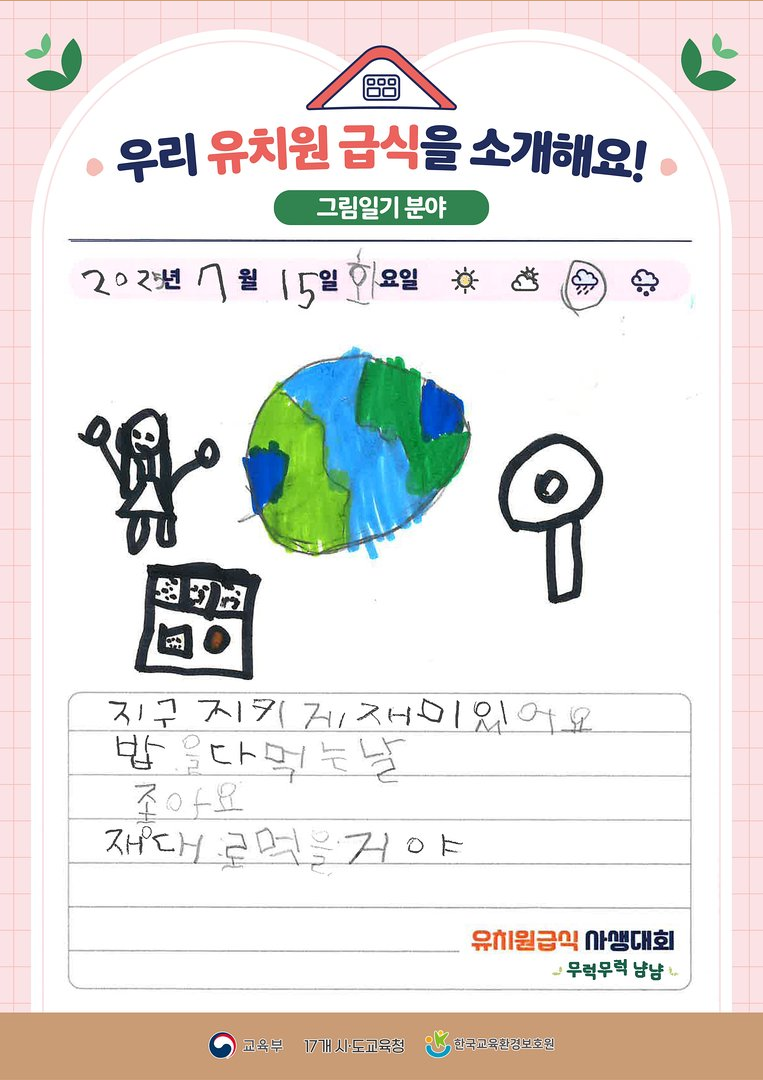 우리 유치원 급식을 소개해요!
그림일기 분야
2025년 7월 15일 화요일
지구 지키 게 재미있어요
밥을다먹는날
좋아요
쟁대로먹을거야
유치원급식 사생대회
무럭무럭 냠냠
교육부 17개 시·도교육청 한국교육환경보호원